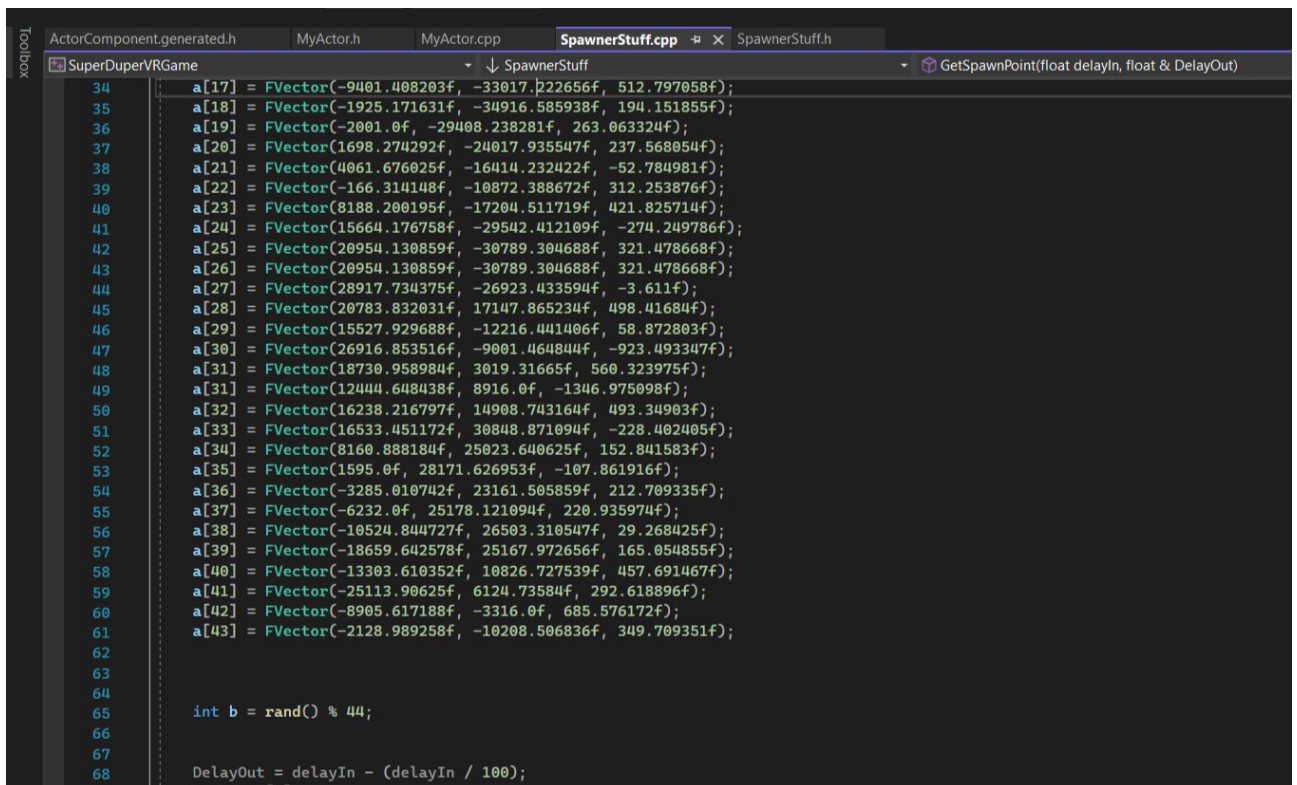 Toolbox
ActorComponent.generated.h MyActor.h MyActor.cpp SpawnerStuff.cpp SpawnerStuff.h
SuperDuperVRGame SpawnerStuff GetSpawnPoint(float delayIn, float & DelayOut)
34 a[17] = FVector(-9401.408203f, -33017.222656f, 512.797058f);
35 a[18] = FVector(-1925.171631f, -34916.585938f, 194.151855f);
36 a[19] = FVector(-2001.0f, -29408.238281f, 263.063324f);
37 a[20] = FVector(1698.274292f, -24017.935547f, 237.568054f);
38 a[21] = FVector(4061.676025f, -16414.232422f, -52.784981f);
39 a[22] = FVector(-166.314148f, -10872.388672f, 312.253876f);
40 a[23] = FVector(8188.200195f, -17204.511719f, 421.825714f);
41 a[24] = FVector(15664.176758f, -29542.412109f, -274.249786f);
42 a[25] = FVector(20954.130859f, -30789.304688f, 321.478668f);
43 a[26] = FVector(20954.130859f, -30789.304688f, 321.478668f);
44 a[27] = FVector(28917.734375f, -26923.433594f, -3.611f);
45 a[28] = FVector(20783.832031f, 17147.865234f, 498.41684f);
46 a[29] = FVector(15527.929688f, -12216.441406f, 58.872803f);
47 a[30] = FVector(26916.853516f, -9001.464844f, -923.493347f);
48 a[31] = FVector(18730.958984f, 3019.31665f, 560.323975f);
49 a[31] = FVector(12444.648438f, 8916.0f, -1346.975098f);
50 a[32] = FVector(16238.216797f, 14908.743164f, 493.34903f);
51 a[33] = FVector(16533.451172f, 30848.871094f, -228.402405f);
52 a[34] = FVector(8160.888184f, 25023.640625f, 152.841583f);
53 a[35] = FVector(1595.0f, 28171.626953f, -107.861916f);
54 a[36] = FVector(-3285.010742f, 23161.505859f, 212.709335f);
55 a[37] = FVector(-6232.0f, 25178.121094f, 220.935974f);
56 a[38] = FVector(-10524.844727f, 26503.310547f, 29.268425f);
57 a[39] = FVector(-18659.642578f, 25167.972656f, 165.054855f);
58 a[40] = FVector(-13303.610352f, 10826.727539f, 457.691467f);
59 a[41] = FVector(-25113.90625f, 6124.73584f, 292.618896f);
60 a[42] = FVector(-8905.617188f, -3316.0f, 685.576172f);
61 a[43] = FVector(-2128.989258f, -10208.506836f, 349.709351f);
62
63
64
65 int b = rand() % 44;
66
67
68 DelayOut = delayIn - (delayIn / 100);